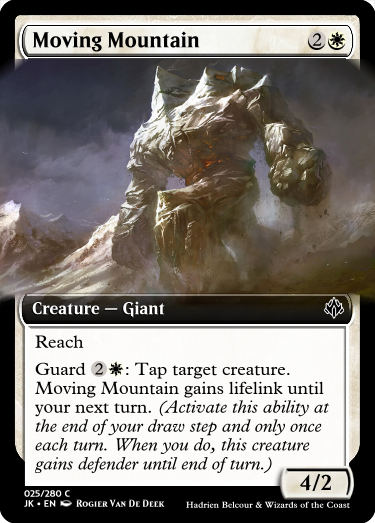 Moving Mountain 2
Creature — Giant
Reach
Guard 2: Tap target creature.
Moving Mountain gains lifelink until
your next turn. (Activate this ability at
the end of your draw step and only once
each turn. When you do, this creature
gains defender until end of turn.)
4/2
025/280 C
JK • EN Rogier Van De Deek
Hadrien Belcour & Wizards of the Coast